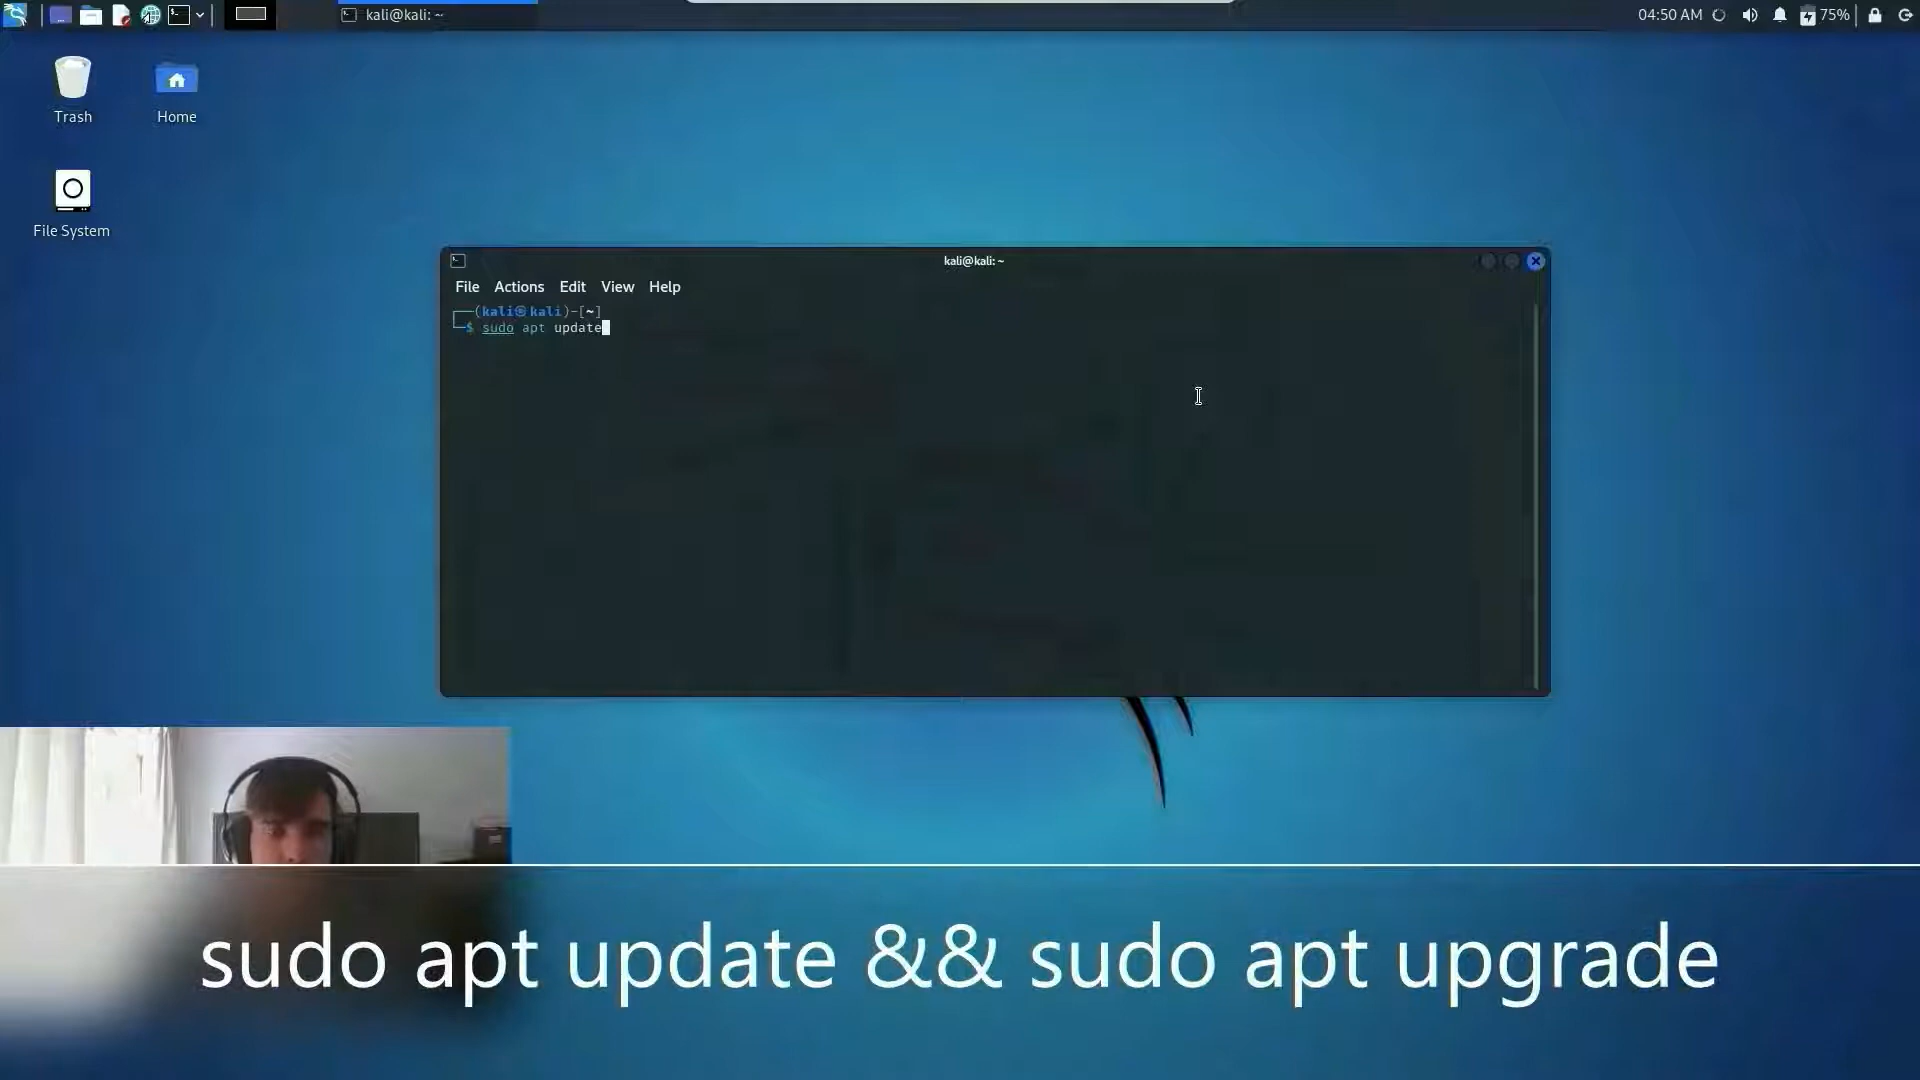 kali@kali: ~
04:50 AM
75%
Trash
Home
File System
kali@kali: ~
File Actions Edit View Help
┌──(kali㉿kali)-[~]
└─$ sudo apt update
sudo apt update && sudo apt upgrade